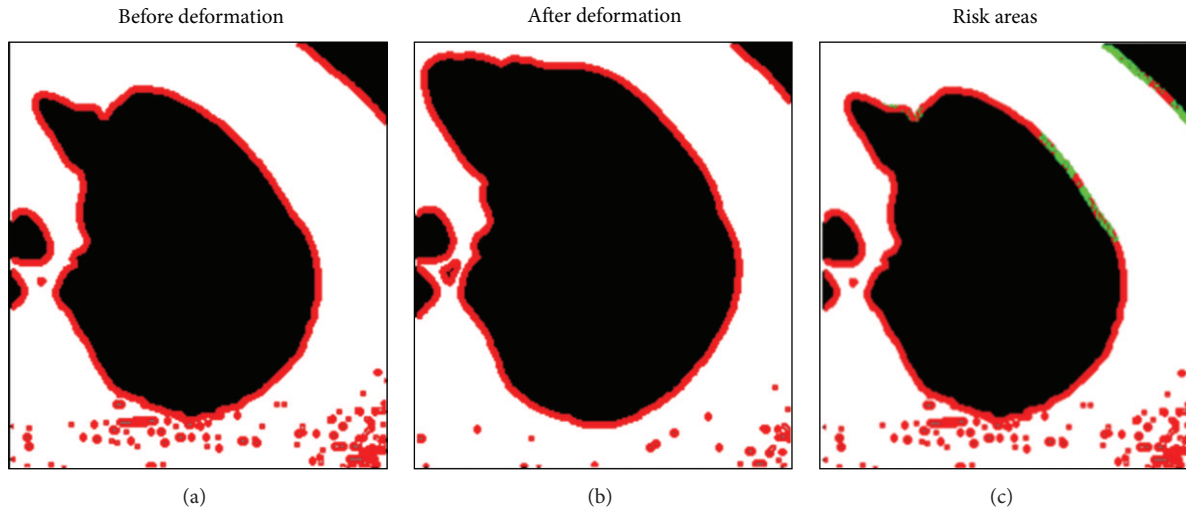 Before deformation
After deformation
Risk areas
(a)
(b)
(c)